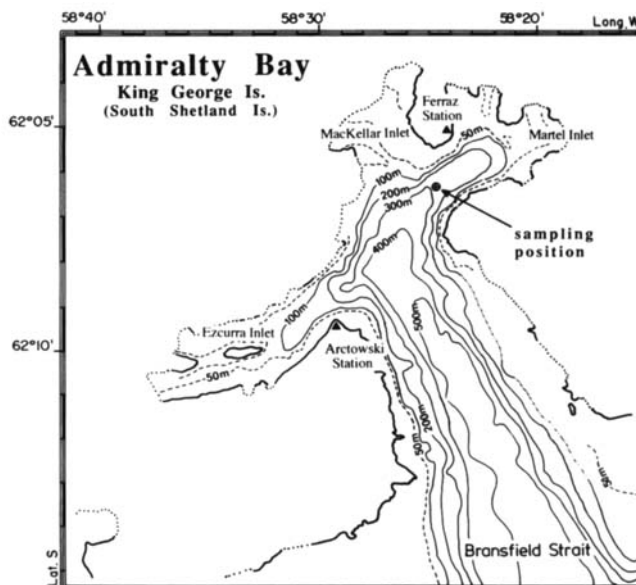 58°40'
58°30'
58°20'
Long. W
Admiralty Bay
King George Is.
(South Shetland Is.)
62°05'
Ferraz
Station
MacKellar Inlet
50m
Martel Inlet
100m
200m
300m
sampling
position
400m
100m
500m
Ezcurra Inlet
62°10'
Arctowski
Station
50m
200m
50m
50m
Bransfield Strait
Lat. S